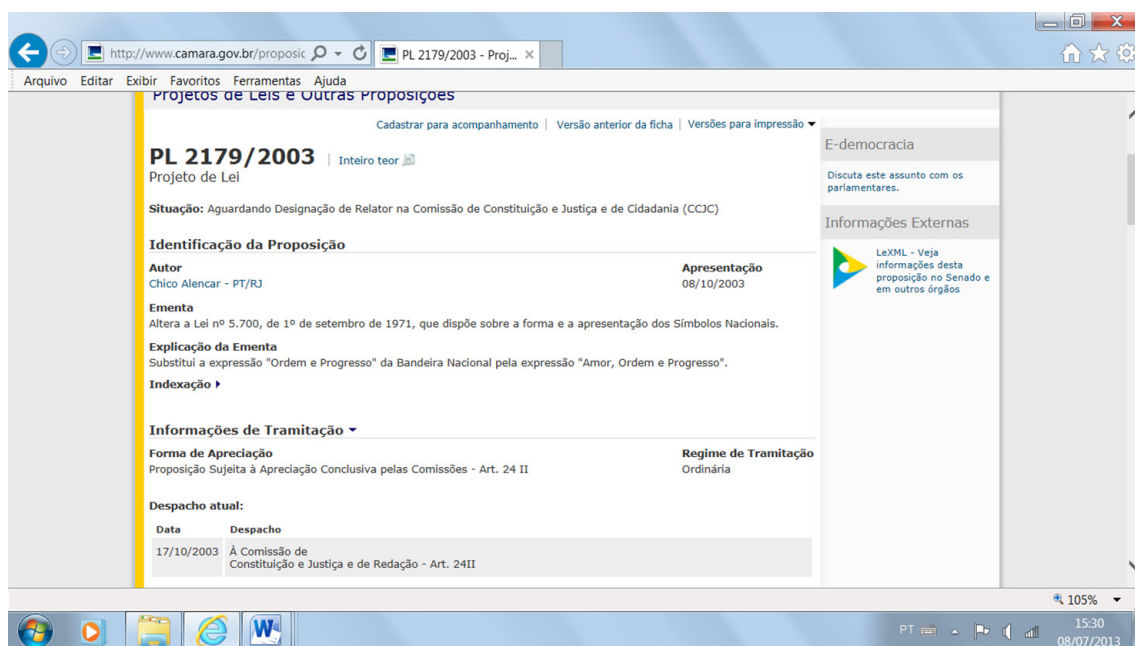 http://www.camara.gov.br/proposic
PL 2179/2003 - Proj...
Arquivo Editar Exibir Favoritos Ferramentas Ajuda
Projetos de Leis e Outras Proposições
Cadastrar para acompanhamento | Versão anterior da ficha | Versões para impressão
PL 2179/2003 | Inteiro teor
Projeto de Lei
Situação: Aguardando Designação de Relator na Comissão de Constituição e Justiça e de Cidadania (CCJC)
Identificação da Proposição
Autor
Chico Alencar - PT/RJ
Apresentação
08/10/2003
Ementa
Altera a Lei nº 5.700, de 1º de setembro de 1971, que dispõe sobre a forma e a apresentação dos Símbolos Nacionais.
Explicação da Ementa
Substitui a expressão "Ordem e Progresso" da Bandeira Nacional pela expressão "Amor, Ordem e Progresso".
Indexação
Informações de Tramitação
Forma de Apreciação
Proposição Sujeita à Apreciação Conclusiva pelas Comissões - Art. 24 II
Regime de Tramitação
Ordinária
Despacho atual:
Data Despacho
17/10/2003 À Comissão de
Constituição e Justiça e de Redação - Art. 24II
E-democracia
Discuta este assunto com os
parlamentares.
Informações Externas
LeXML - Veja
informações desta
proposição no Senado e
em outros órgãos
105%
PT
15:30
08/07/2013